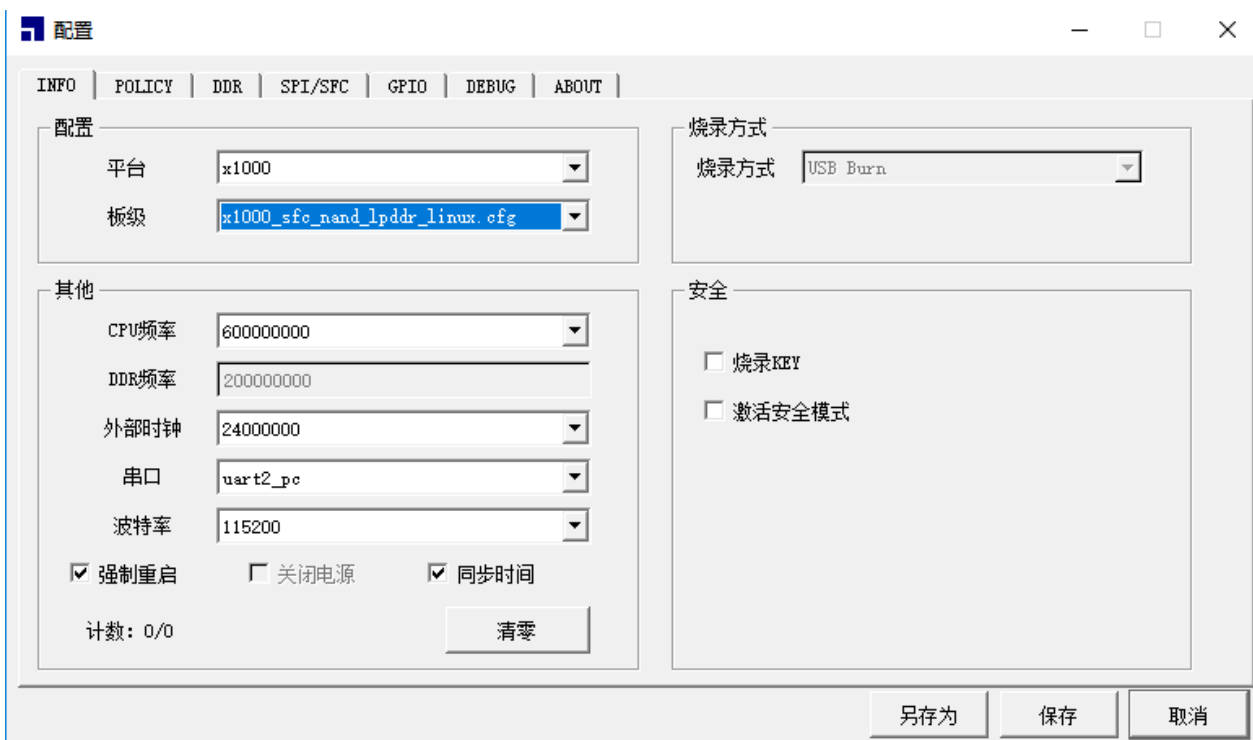 配置
INFO POLICY DDR SPI/SFC GPIO DEBUG ABOUT
配置
平台 x1000
板级 x1000_sfc_nand_lpddr_linux.cfg
烧录方式
烧录方式 USB Burn
其他
CPU频率 600000000
DDR频率 200000000
外部时钟 24000000
串口 uart2_pc
波特率 115200
强制重启 关闭电源 同步时间
计数: 0/0 清零
安全
烧录KEY
激活安全模式
另存为 保存 取消